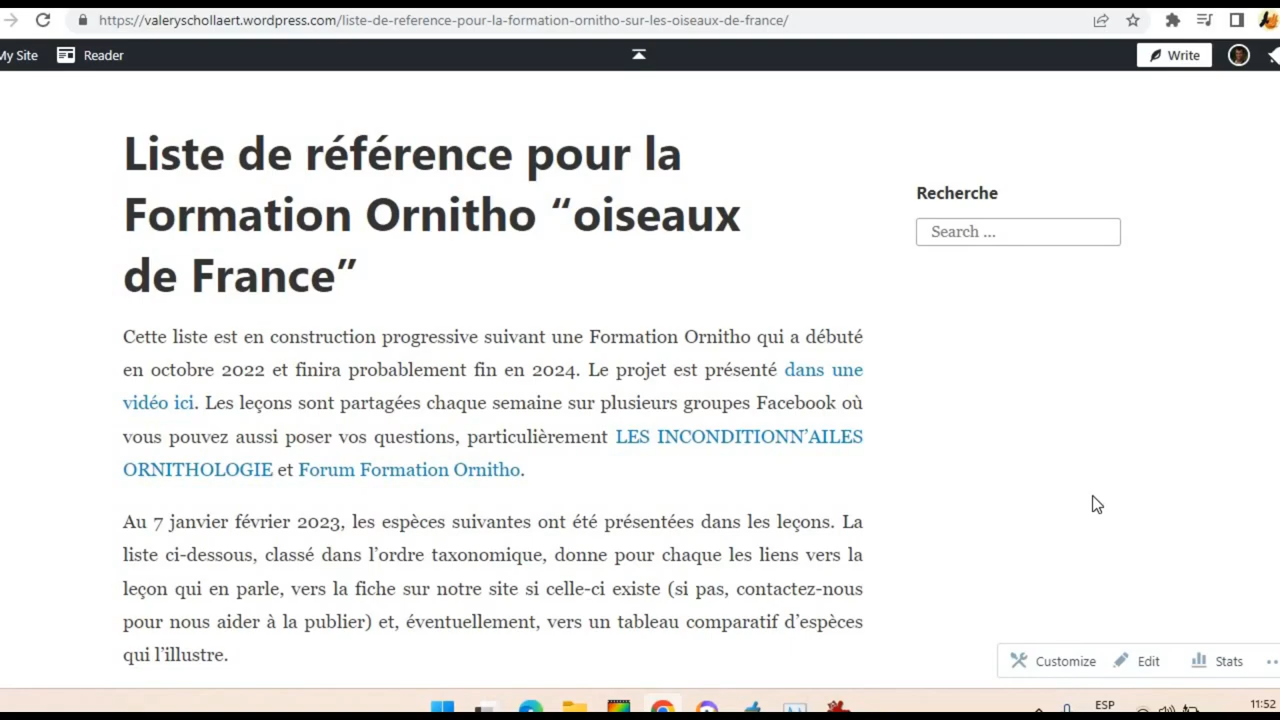 https://valeryschollaert.wordpress.com/liste-de-reference-pour-la-formation-ornitho-sur-les-oiseaux-de-france/
My Site Reader Write
Liste de référence pour la
Formation Ornitho “oiseaux
de France”
Recherche
Search ...
Cette liste est en construction progressive suivant une Formation Ornitho qui a débuté
en octobre 2022 et finira probablement fin en 2024. Le projet est présenté dans une
vidéo ici. Les leçons sont partagées chaque semaine sur plusieurs groupes Facebook où
vous pouvez aussi poser vos questions, particulièrement LES INCONDITIONN’AILES
ORNITHOLOGIE et Forum Formation Ornitho.
Au 7 janvier février 2023, les espèces suivantes ont été présentées dans les leçons. La
liste ci-dessous, classé dans l’ordre taxonomique, donne pour chaque les liens vers la
leçon qui en parle, vers la fiche sur notre site si celle-ci existe (si pas, contactez-nous
pour nous aider à la publier) et, éventuellement, vers un tableau comparatif d’espèces
qui l’illustre.
Customize Edit Stats
ESP 11:52